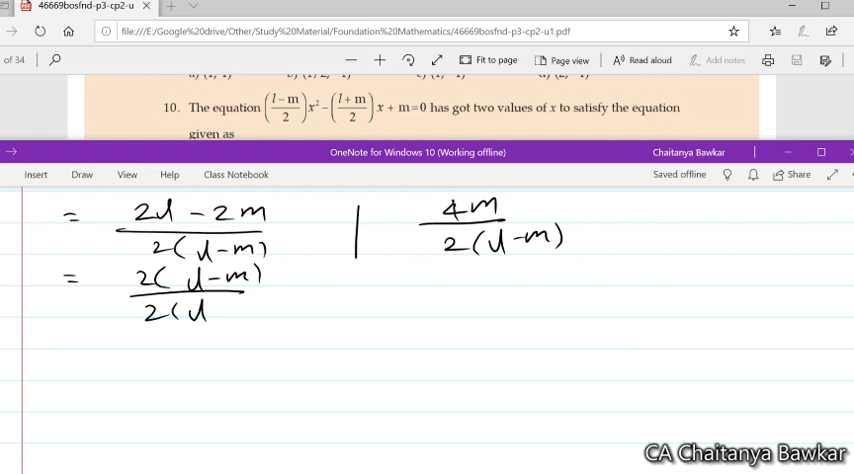 46669bosfnd-p3-cp2-u
file:///E:/Google%20drive/Other/Study%20Material/Foundation%20Mathematics/46669bosfnd-p3-cp2-u1.pdf
of 34
Fit to page
Page view
Read aloud
Add notes
10. The equation ((l − m)/2)x² − ((l + m)/2)x + m = 0 has got two values of x to satisfy the equation
given as
OneNote for Windows 10 (Working offline)
Chaitanya Bawkar
Insert Draw View Help Class Notebook
Saved offline
Share
= (2l − 2m)/(2(l − m)) | 4m/(2(l − m))
= 2(l − m)/2(l
CA Chaitanya Bawkar